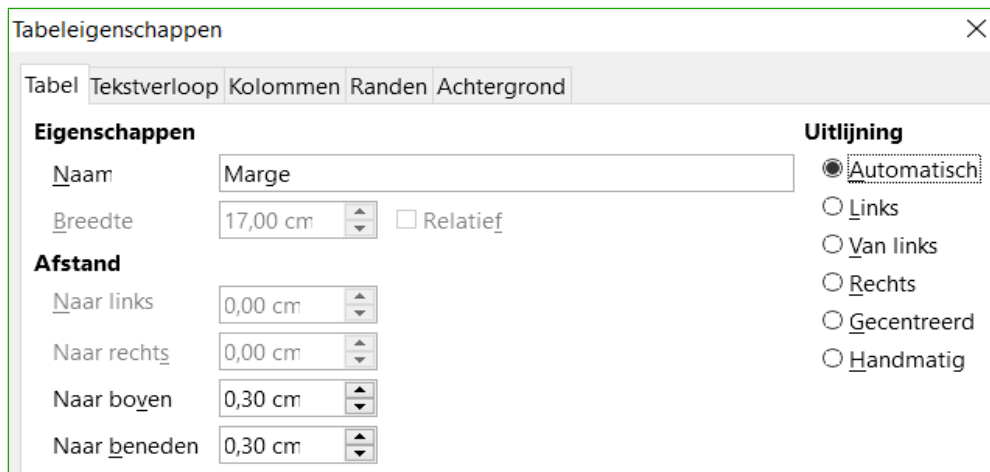 Tabeleigenschappen
Tabel Tekstverloop Kolommen Randen Achtergrond
Eigenschappen
Naam Marge
Breedte 17,00 cm Relatief
Afstand
Naar links 0,00 cm
Naar rechts 0,00 cm
Naar boven 0,30 cm
Naar beneden 0,30 cm
Uitlijning
Automatisch
Links
Van links
Rechts
Gecentreerd
Handmatig